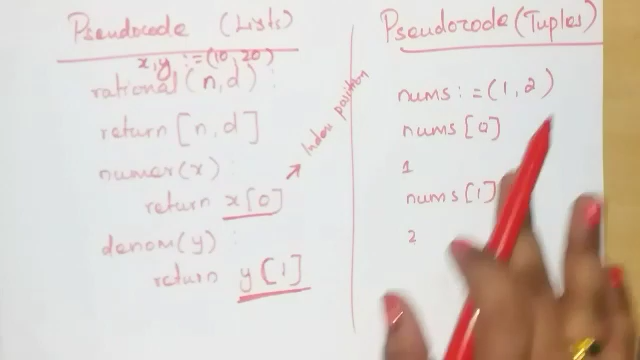 Pseudocode (Lists)
x,y := (10,20)
rational (n,d) :
return [n,d]
numer(x) :
return x[0]
Index position
denom(y) :
return y[1]
Pseudocode (Tuples)
nums := (1,2)
nums[0]
1
nums[1]
2